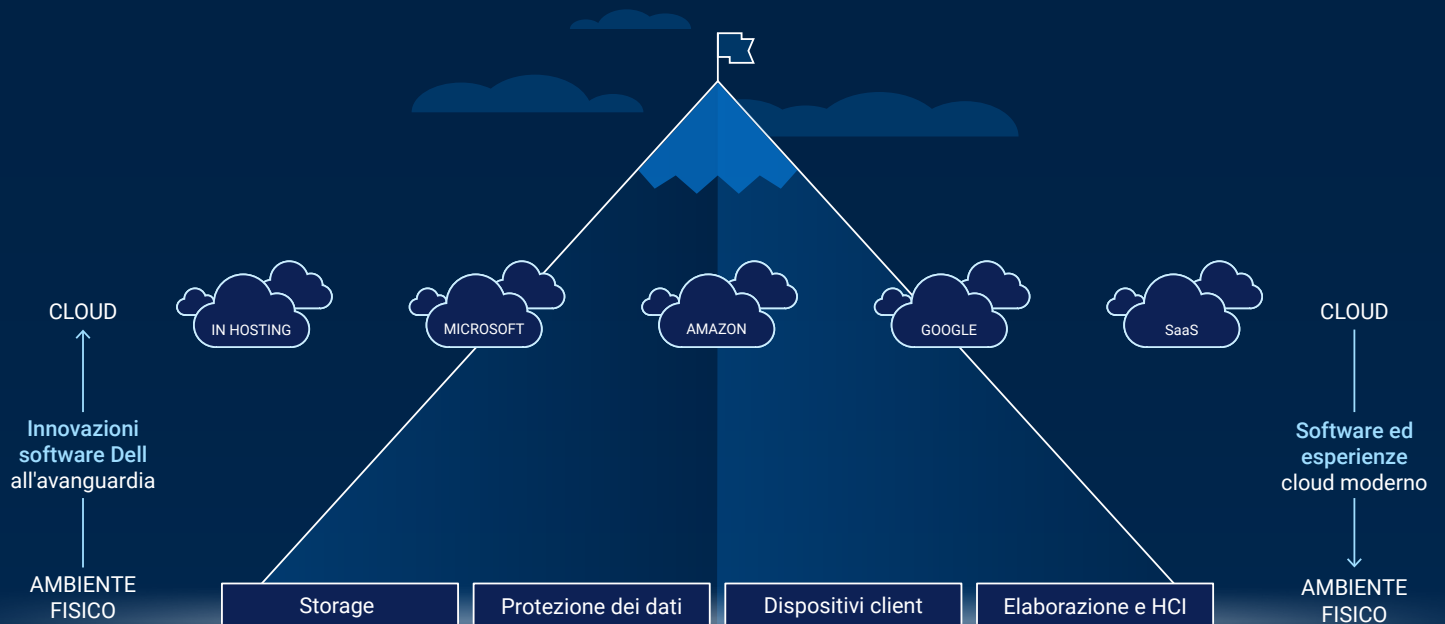 IN HOSTING
MICROSOFT
AMAZON
GOOGLE
SaaS
CLOUD
Innovazioni
software Dell
all'avanguardia
AMBIENTE
FISICO
CLOUD
Software ed
esperienze
cloud moderno
AMBIENTE
FISICO
Storage
Protezione dei dati
Dispositivi client
Elaborazione e HCI